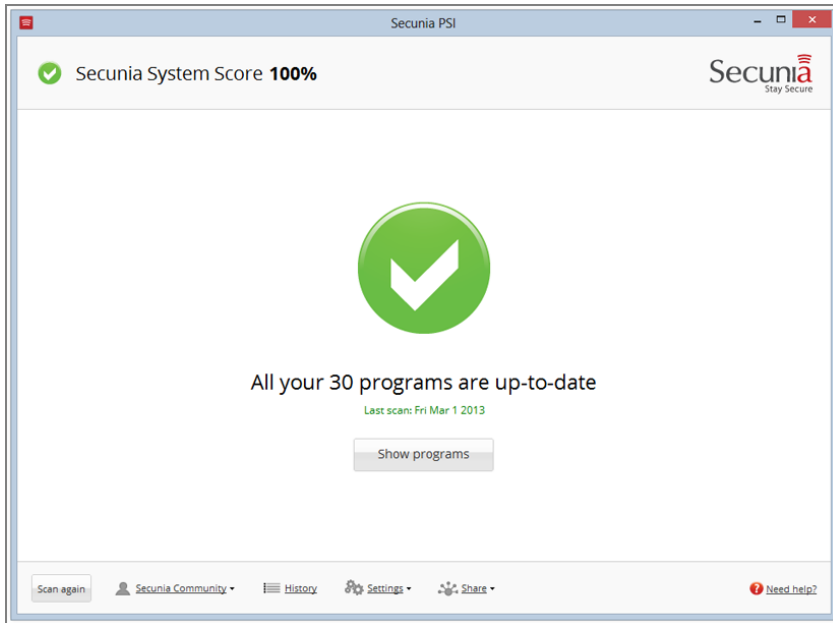 Secunia PSI
Secunia System Score 100%
Secunia
Stay Secure
All your 30 programs are up-to-date
Last scan: Fri Mar 1 2013
Show programs
Scan again Secunia Community History Settings Share Need help?